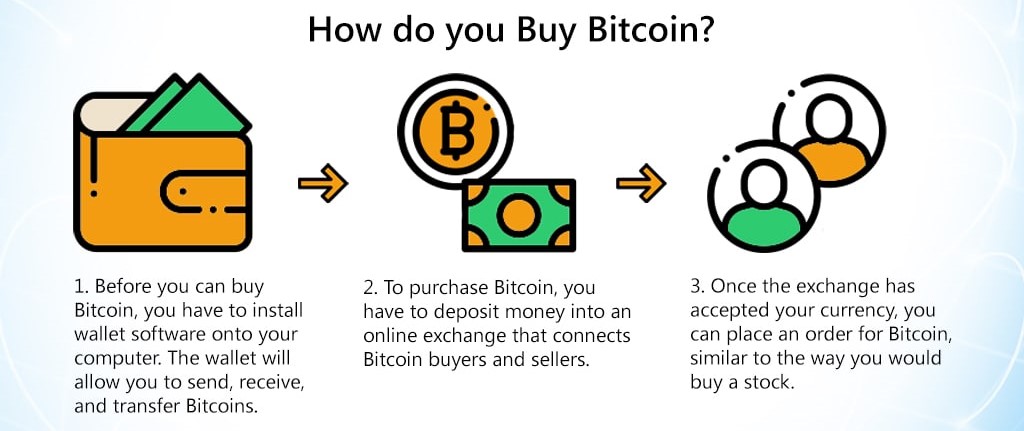 How do you Buy Bitcoin?
1. Before you can buy
Bitcoin, you have to install
wallet software onto your
computer. The wallet will
allow you to send, receive,
and transfer Bitcoins.
2. To purchase Bitcoin, you
have to deposit money into an
online exchange that connects
Bitcoin buyers and sellers.
3. Once the exchange has
accepted your currency, you
can place an order for Bitcoin,
similar to the way you would
buy a stock.